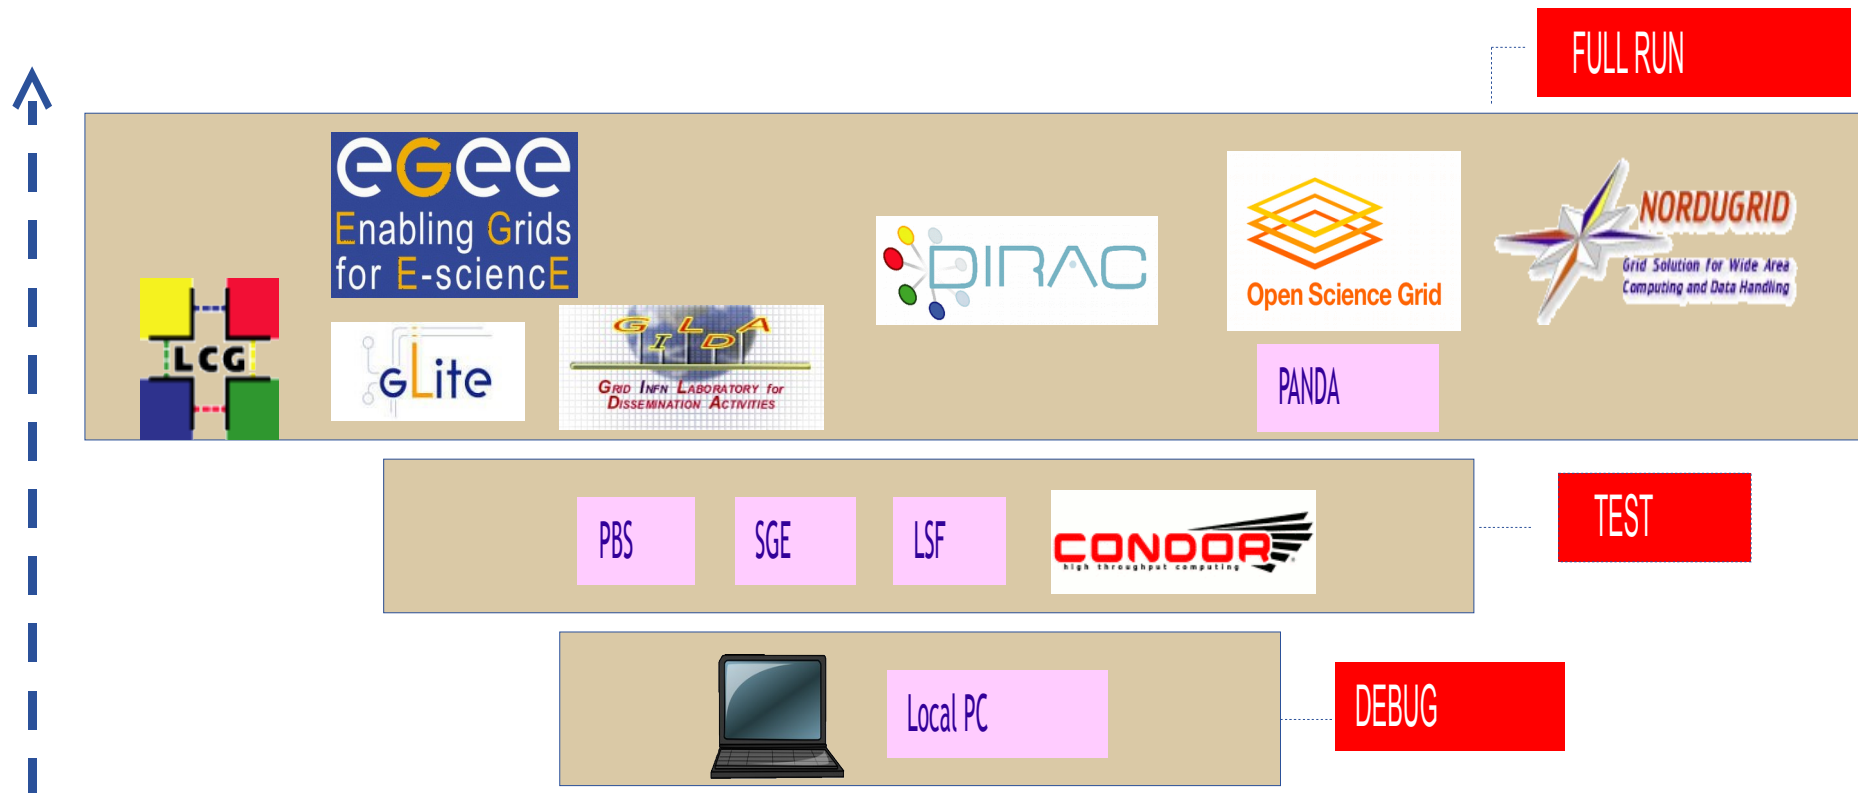 FULL RUN
eGee
Enabling Grids
for E-sciencE
LCG
gLite
GILDA
Grid Infn Laboratory for
Dissemination Activities
DIRAC
Open Science Grid
PANDA
NORDUGRID
Grid Solution for Wide Area
Computing and Data Handling
PBS
SGE
LSF
CONDOR
high throughput computing
TEST
Local PC
DEBUG